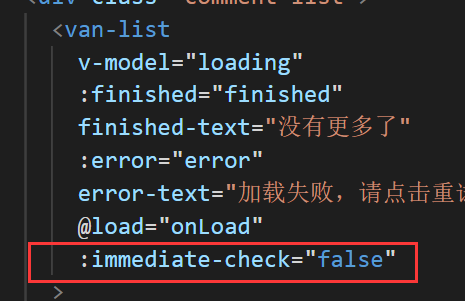 <div class="comment-list">
<van-list
v-model="loading"
:finished="finished"
finished-text="没有更多了"
:error="error"
error-text="加载失败，请点击重试
@load="onLoad"
:immediate-check="false"
>